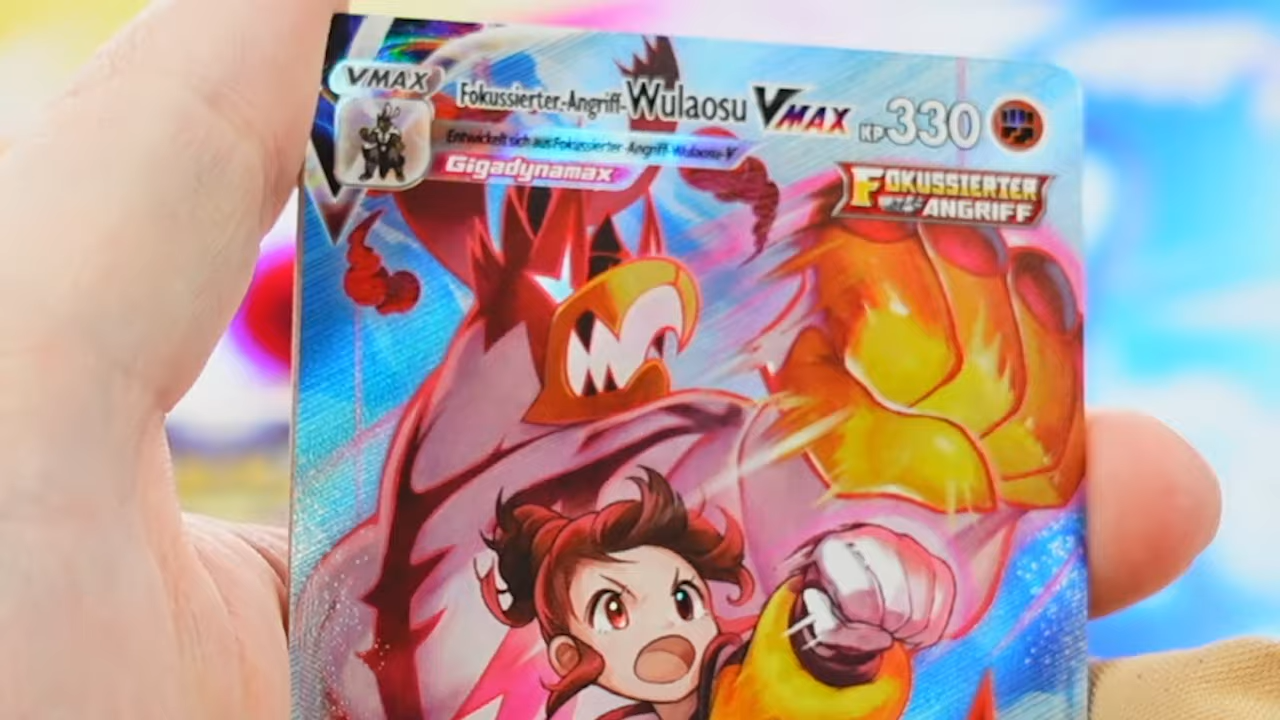 VMAX
Fokussierter-Angriff-Wulaosu VMAX KP 330
Entwickelt sich aus Fokussierter-Angriff-Wulaosu-V
Gigadynamax
FOKUSSIERTER
ANGRIFF